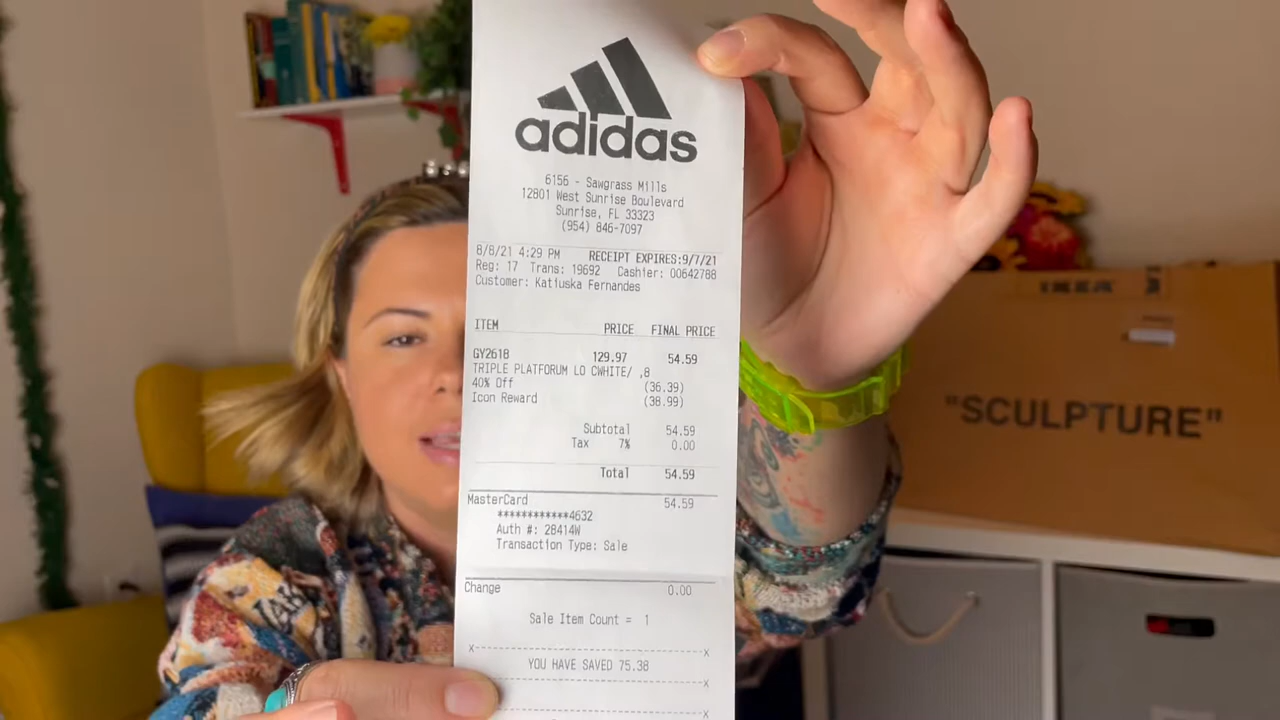 adidas
6156 - Sawgrass Mills
12801 West Sunrise Boulevard
Sunrise, FL 33323
(954) 846-7097
8/8/21 4:29 PM RECEIPT EXPIRES:9/7/21
Reg: 17 Trans: 19692 Cashier: 00642788
Customer: Katiuska Fernandes
ITEM PRICE FINAL PRICE
GY2618 129.97 54.59
TRIPLE PLATFORUM LO CWHITE/ ,8
40% Off (36.39)
Icon Reward (38.99)
Subtotal 54.59
Tax 7% 0.00
Total 54.59
MasterCard 54.59
************4632
Auth #: 28414W
Transaction Type: Sale
Change 0.00
Sale Item Count = 1
X------------------------------X
YOU HAVE SAVED 75.38
------------------------------X
------------------------------X
IKEA
"SCULPTURE"